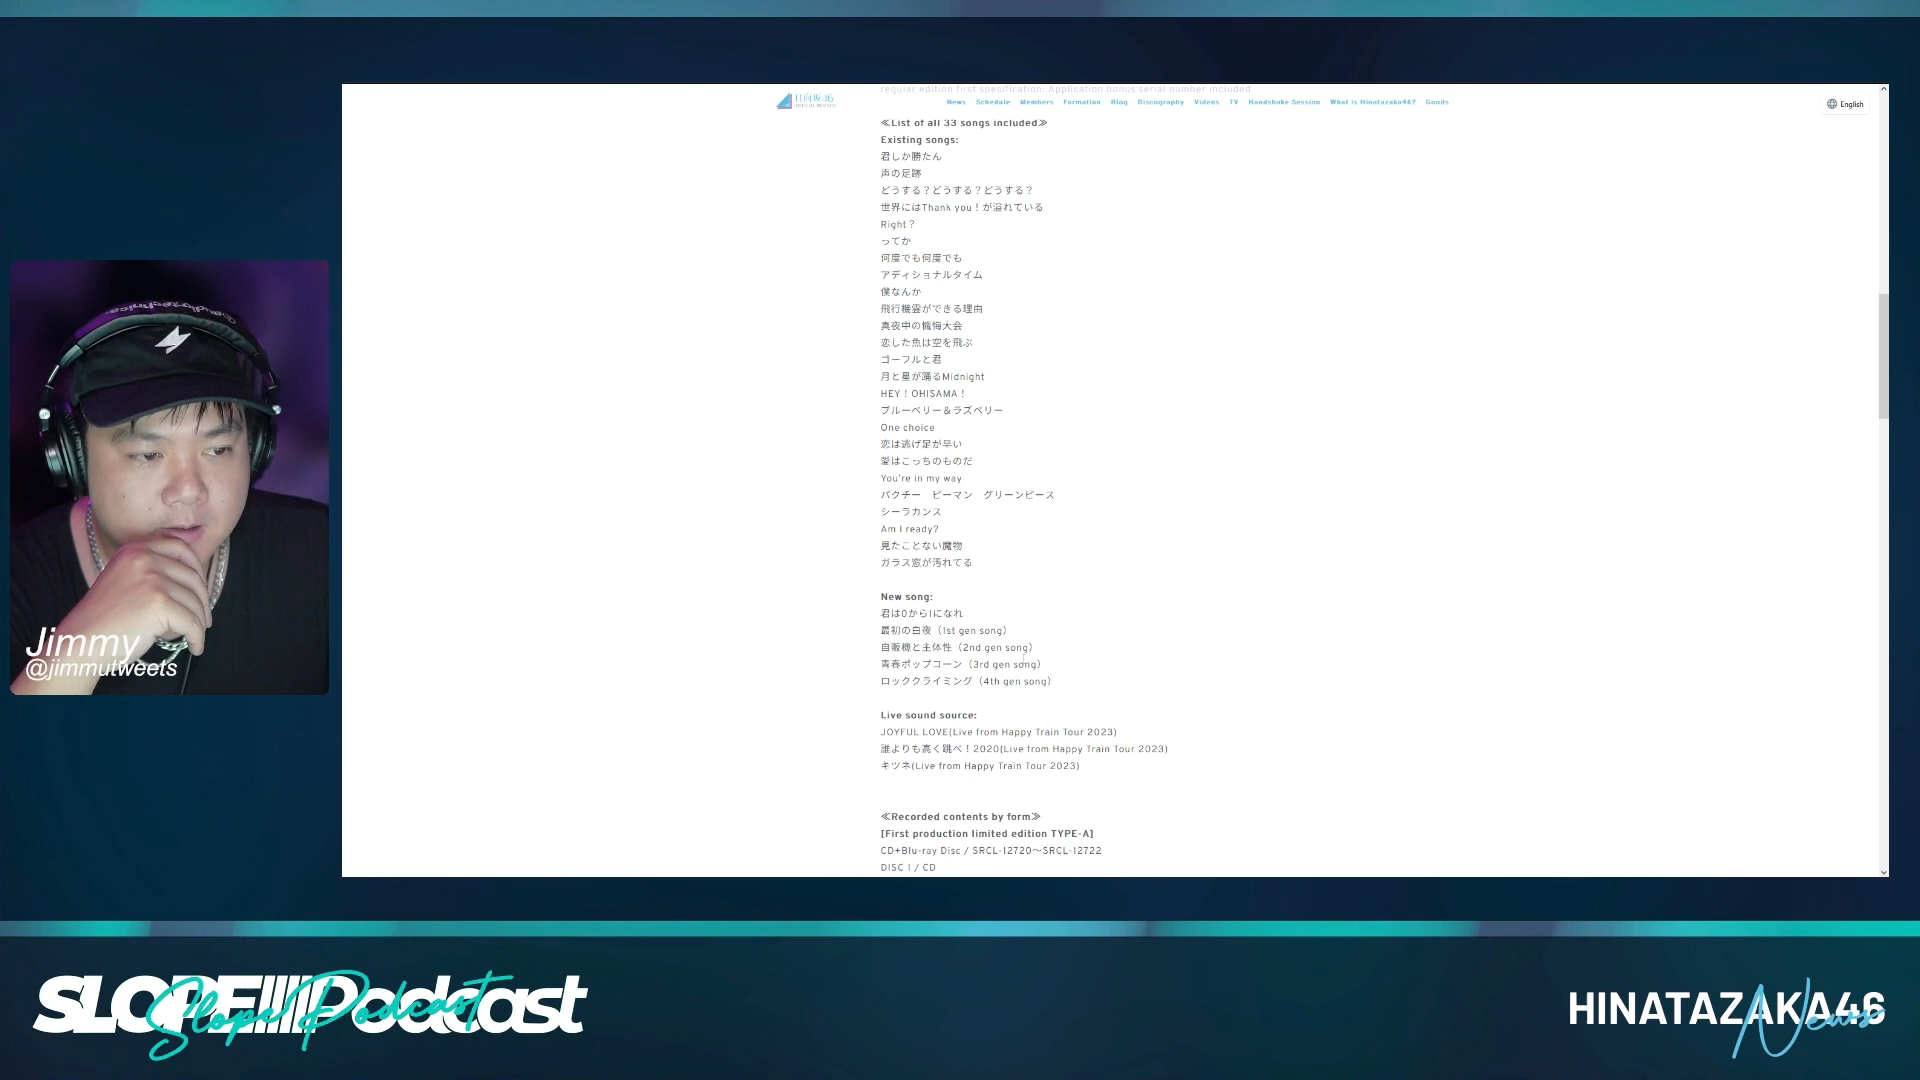 regular edition first specification: Application bonus serial number included
日向坂46
News Schedule Members Formation Blog Discography Videos TV Handshake Session What is Hinatazaka46? Goods
English
≪List of all 33 songs included≫
Existing songs:
君しか勝たん
声の足跡
どうする？どうする？どうする？
世界にはThank you！が溢れている
Right？
ってか
何度でも何度でも
アディショナルタイム
僕なんか
飛行機雲ができる理由
真夜中の懺悔大会
恋した魚は空を飛ぶ
ゴーフルと君
月と星が踊るMidnight
HEY！OHISAMA！
ブルーベリー＆ラズベリー
One choice
恋は逃げ足が早い
愛はこっちのものだ
You're in my way
パクチー　ピーマン　グリーンピース
シーラカンス
Am I ready?
見たことない魔物
ガラス窓が汚れてる
New song:
君は0から1になれ
最初の白夜（1st gen song）
自販機と主体性（2nd gen song）
青春ポップコーン（3rd gen song）
ロッククライミング（4th gen song）
Live sound source:
JOYFUL LOVE(Live from Happy Train Tour 2023)
誰よりも高く跳べ！2020(Live from Happy Train Tour 2023)
キツネ(Live from Happy Train Tour 2023)
≪Recorded contents by form≫
[First production limited edition TYPE-A]
CD+Blu-ray Disc / SRCL-12720～SRCL-12722
DISC 1 / CD
audio-technica
Jimmy
@jimmutweets
SLOPE Podcast
Slope Podcast
HINATAZAKA46
News